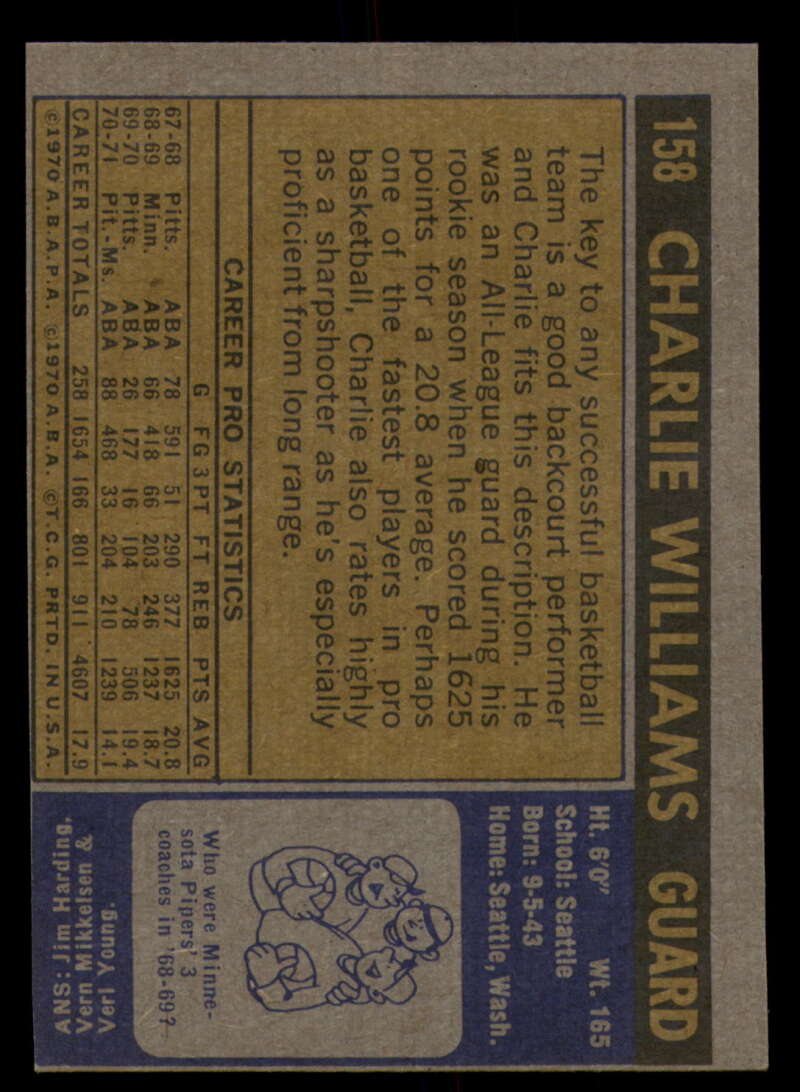 158 CHARLIE WILLIAMS GUARD
The key to any successful basketball
team is a good backcourt performer
and Charlie fits this description. He
was an All-League guard during his
rookie season when he scored 1625
points for a 20.8 average. Perhaps
one of the fastest players in pro
basketball, Charlie also rates highly
as a sharpshooter as he's especially
proficient from long range.
CAREER PRO STATISTICS
G FG 3PT FT REB PTS AVG
67-68 Pitts. ABA 78 591 51 290 377 1625 20.8
68-69 Minn. ABA 66 418 66 203 246 1237 18.7
69-70 Pitts. ABA 26 177 16 104 78 506 19.4
70-71 Pit.-Ms. ABA 88 468 33 204 210 1239 14.1
CAREER TOTALS 258 1654 166 801 911 4607 17.9
©1970 A.B.A.P.A. ©1970 A.B.A. ©T.C.G. PRTD. IN U.S.A.
Ht. 6'0" Wt. 165
School: Seattle
Born: 9-5-43
Home: Seattle, Wash.
Who were Minne-
sota Pipers' 3
coaches in '68-69?
ANS: Jim Harding,
Vern Mikkelsen &
Verl Young.